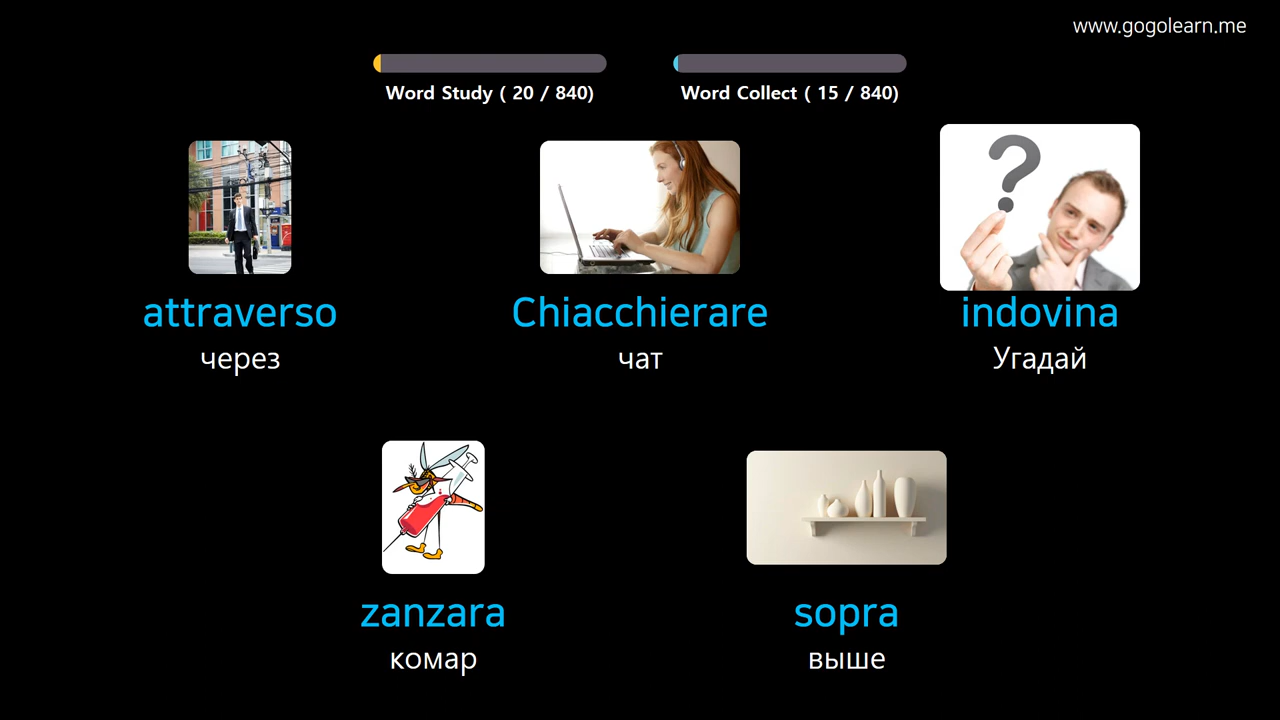 www.gogolearn.me
Word Study ( 20 / 840)
Word Collect ( 15 / 840)
attraverso
через
Chiacchierare
чат
indovina
Угадай
zanzara
комар
sopra
выше